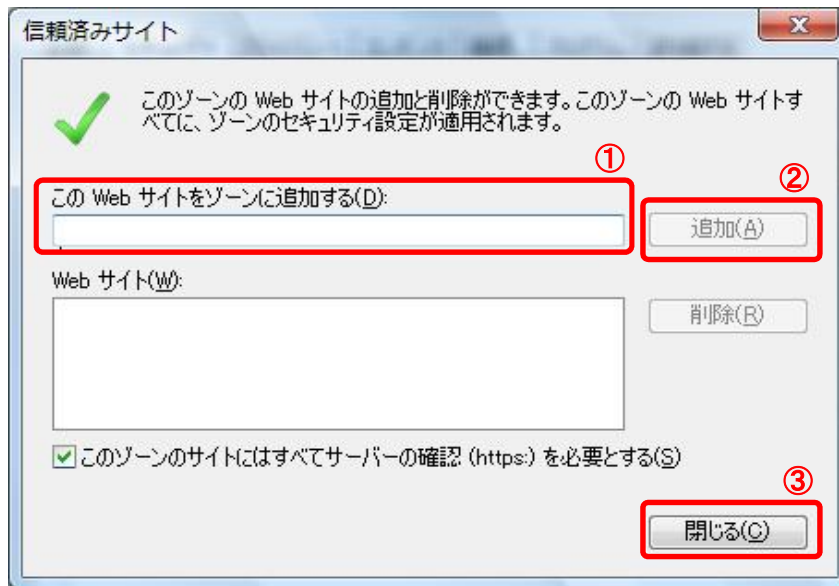 信頼済みサイト
このゾーンの Web サイトの追加と削除ができます。このゾーンの Web サイトす
べてに、ゾーンのセキュリティ設定が適用されます。
①
②
この Web サイトをゾーンに追加する(D):
追加(A)
Web サイト(W):
削除(R)
このゾーンのサイトにはすべてサーバーの確認 (https:) を必要とする(S)
③
閉じる(C)